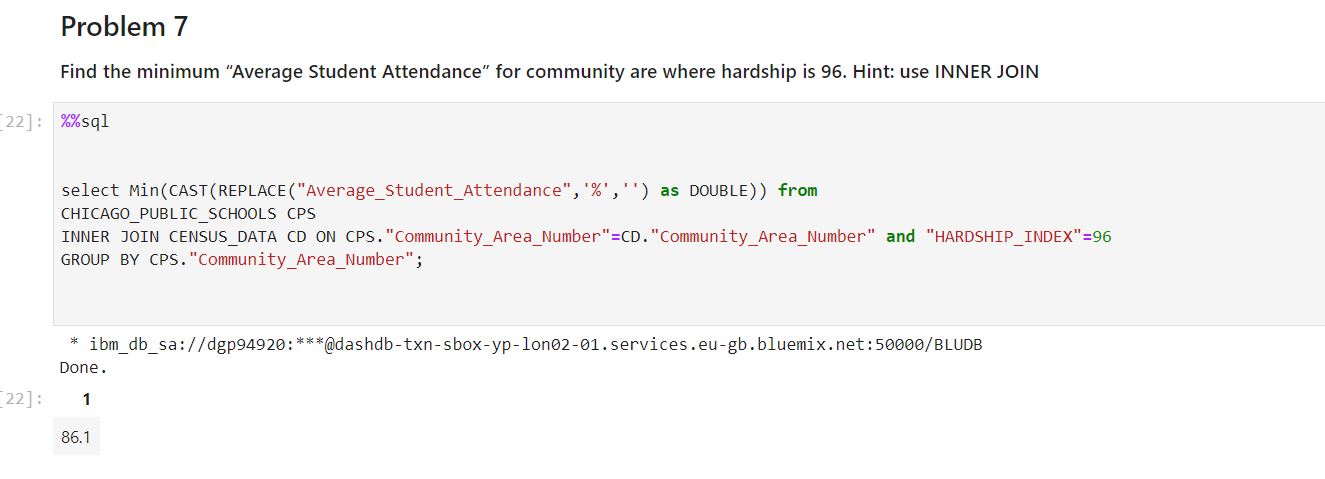 Problem 7
Find the minimum “Average Student Attendance” for community are where hardship is 96. Hint: use INNER JOIN
[22]: %%sql
select Min(CAST(REPLACE("Average_Student_Attendance",'%','') as DOUBLE)) from
CHICAGO_PUBLIC_SCHOOLS CPS
INNER JOIN CENSUS_DATA CD ON CPS."Community_Area_Number"=CD."Community_Area_Number" and "HARDSHIP_INDEX"=96
GROUP BY CPS."Community_Area_Number";
* ibm_db_sa://dgp94920:***@dashdb-txn-sbox-yp-lon02-01.services.eu-gb.bluemix.net:50000/BLUDB
Done.
[22]: 1
86.1